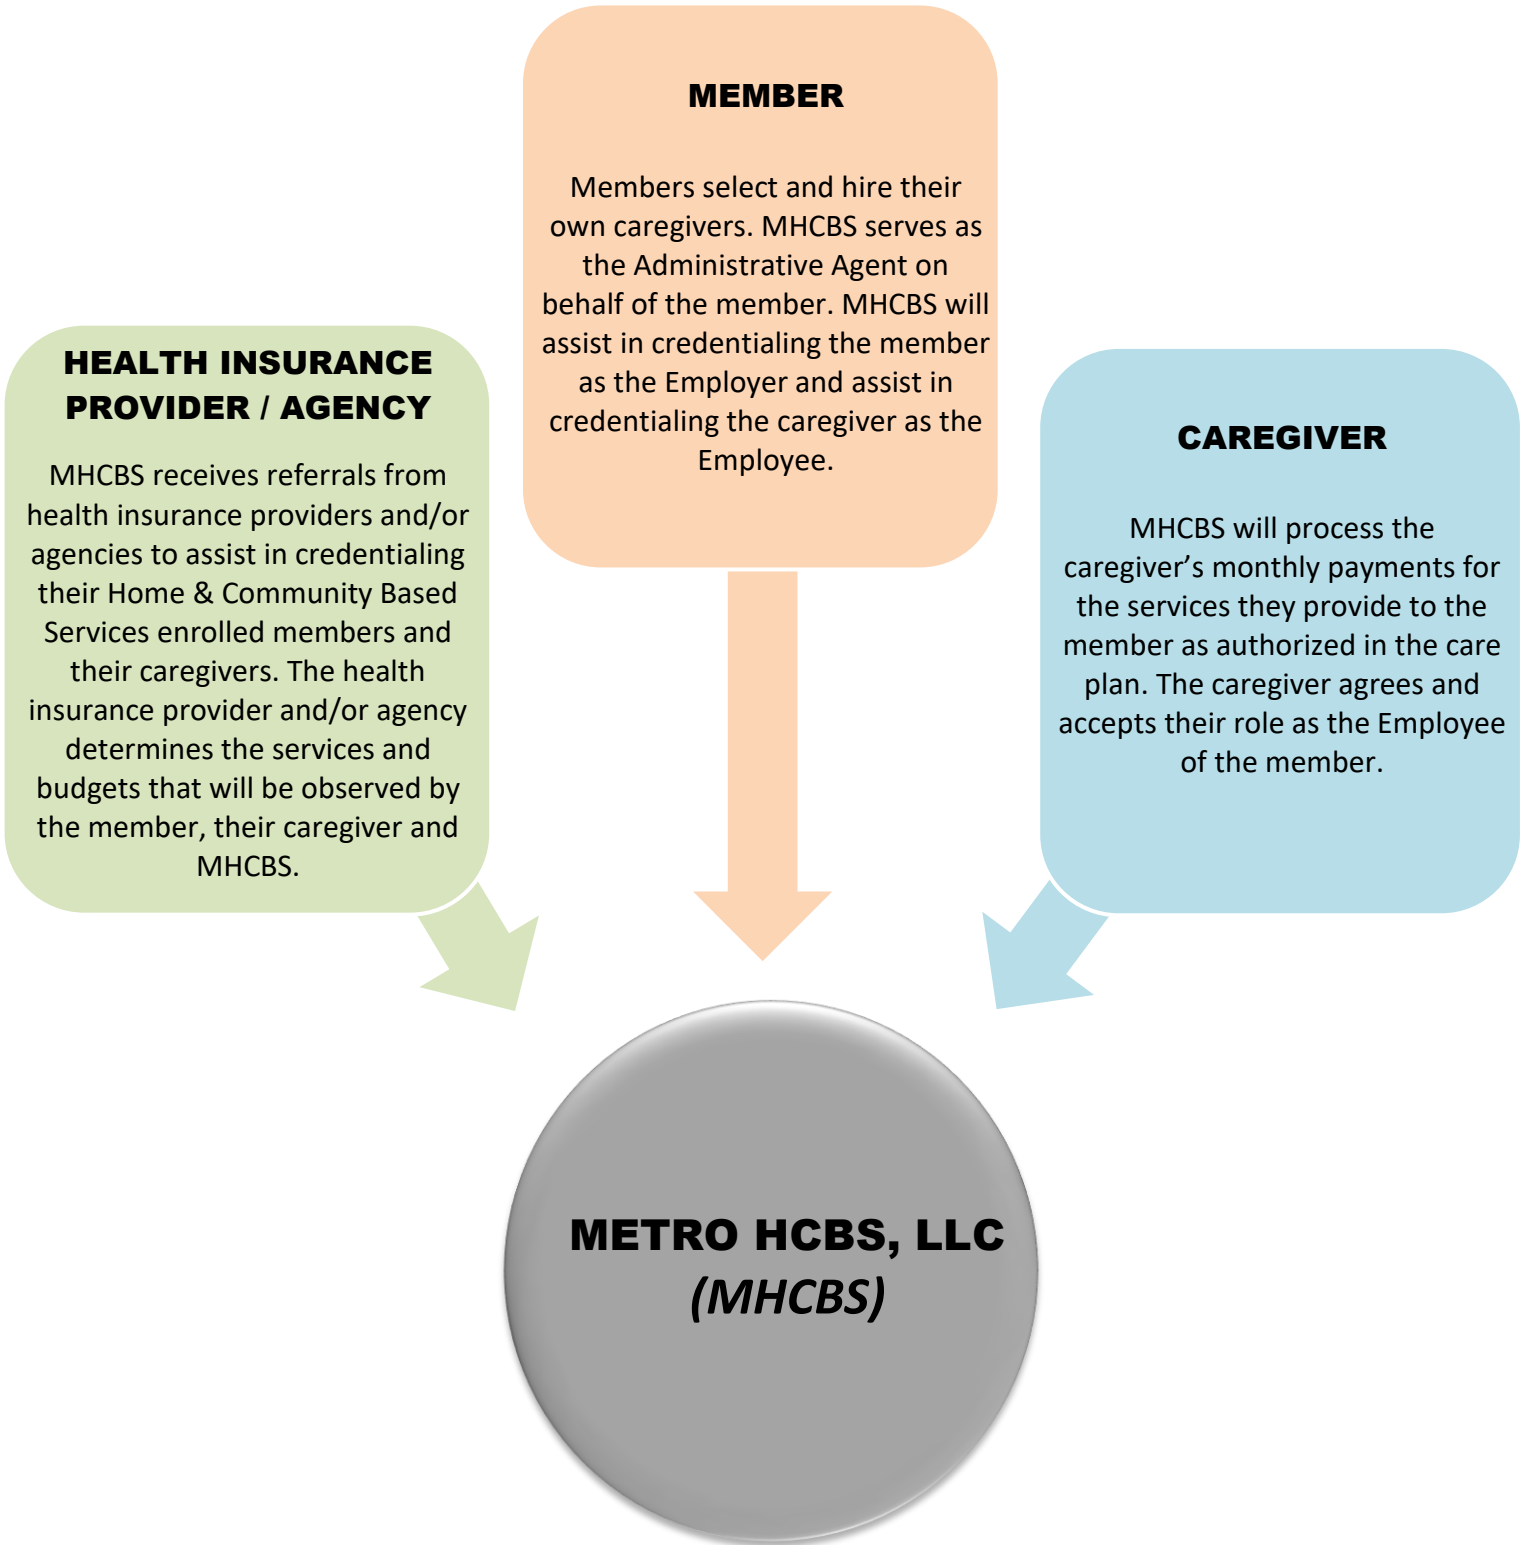 MEMBER
Members select and hire their
own caregivers. MHCBS serves as
the Administrative Agent on
behalf of the member. MHCBS will
assist in credentialing the member
as the Employer and assist in
credentialing the caregiver as the
Employee.
HEALTH INSURANCE
PROVIDER / AGENCY
MHCBS receives referrals from
health insurance providers and/or
agencies to assist in credentialing
their Home & Community Based
Services enrolled members and
their caregivers. The health
insurance provider and/or agency
determines the services and
budgets that will be observed by
the member, their caregiver and
MHCBS.
CAREGIVER
MHCBS will process the
caregiver’s monthly payments for
the services they provide to the
member as authorized in the care
plan. The caregiver agrees and
accepts their role as the Employee
of the member.
METRO HCBS, LLC
(MHCBS)